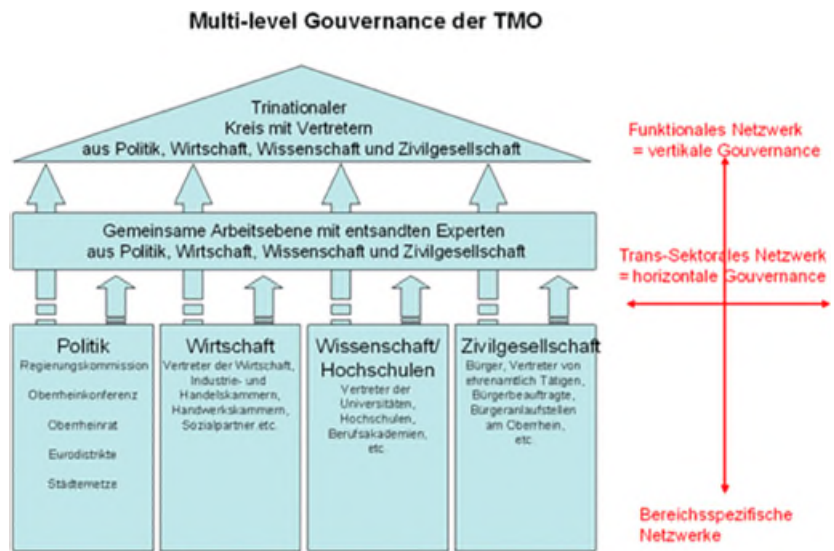 Multi-level Gouvernance der TMO
Trinationaler
Kreis mit Vertretern
aus Politik, Wirtschaft, Wissenschaft und Zivilgesellschaft
Gemeinsame Arbeitsebene mit entsandten Experten
aus Politik, Wirtschaft, Wissenschaft und Zivilgesellschaft
Politik
Regierungskommission
Oberrheinkonferenz
Oberrheinrat
Eurodistrikte
Städtenetze
Wirtschaft
Vertreter der Wirtschaft,
Industrie- und
Handelskammern,
Handwerkskammern,
Sozialpartner etc.
Wissenschaft/
Hochschulen
Vertreter der
Universitäten,
Hochschulen,
Berufsakademien,
etc.
Zivilgesellschaft
Bürger, Vertreter von
ehrenamtlich Tätigen,
Bürgerbeauftragte,
Bürgeranlaufstellen
am Oberrhein,
etc.
Funktionales Netzwerk
= vertikale Gouvernance
Trans-Sektorales Netzwerk
= horizontale Gouvernance
Bereichsspezifische
Netzwerke